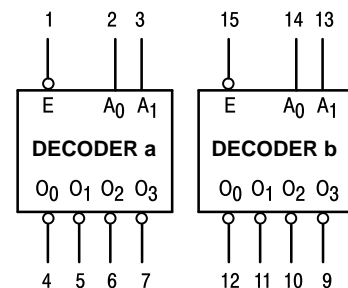 1 2 3 15 14 13
E A0 A1 E A0 A1
DECODER a DECODER b
O0 O1 O2 O3 O0 O1 O2 O3
4 5 6 7 12 11 10 9